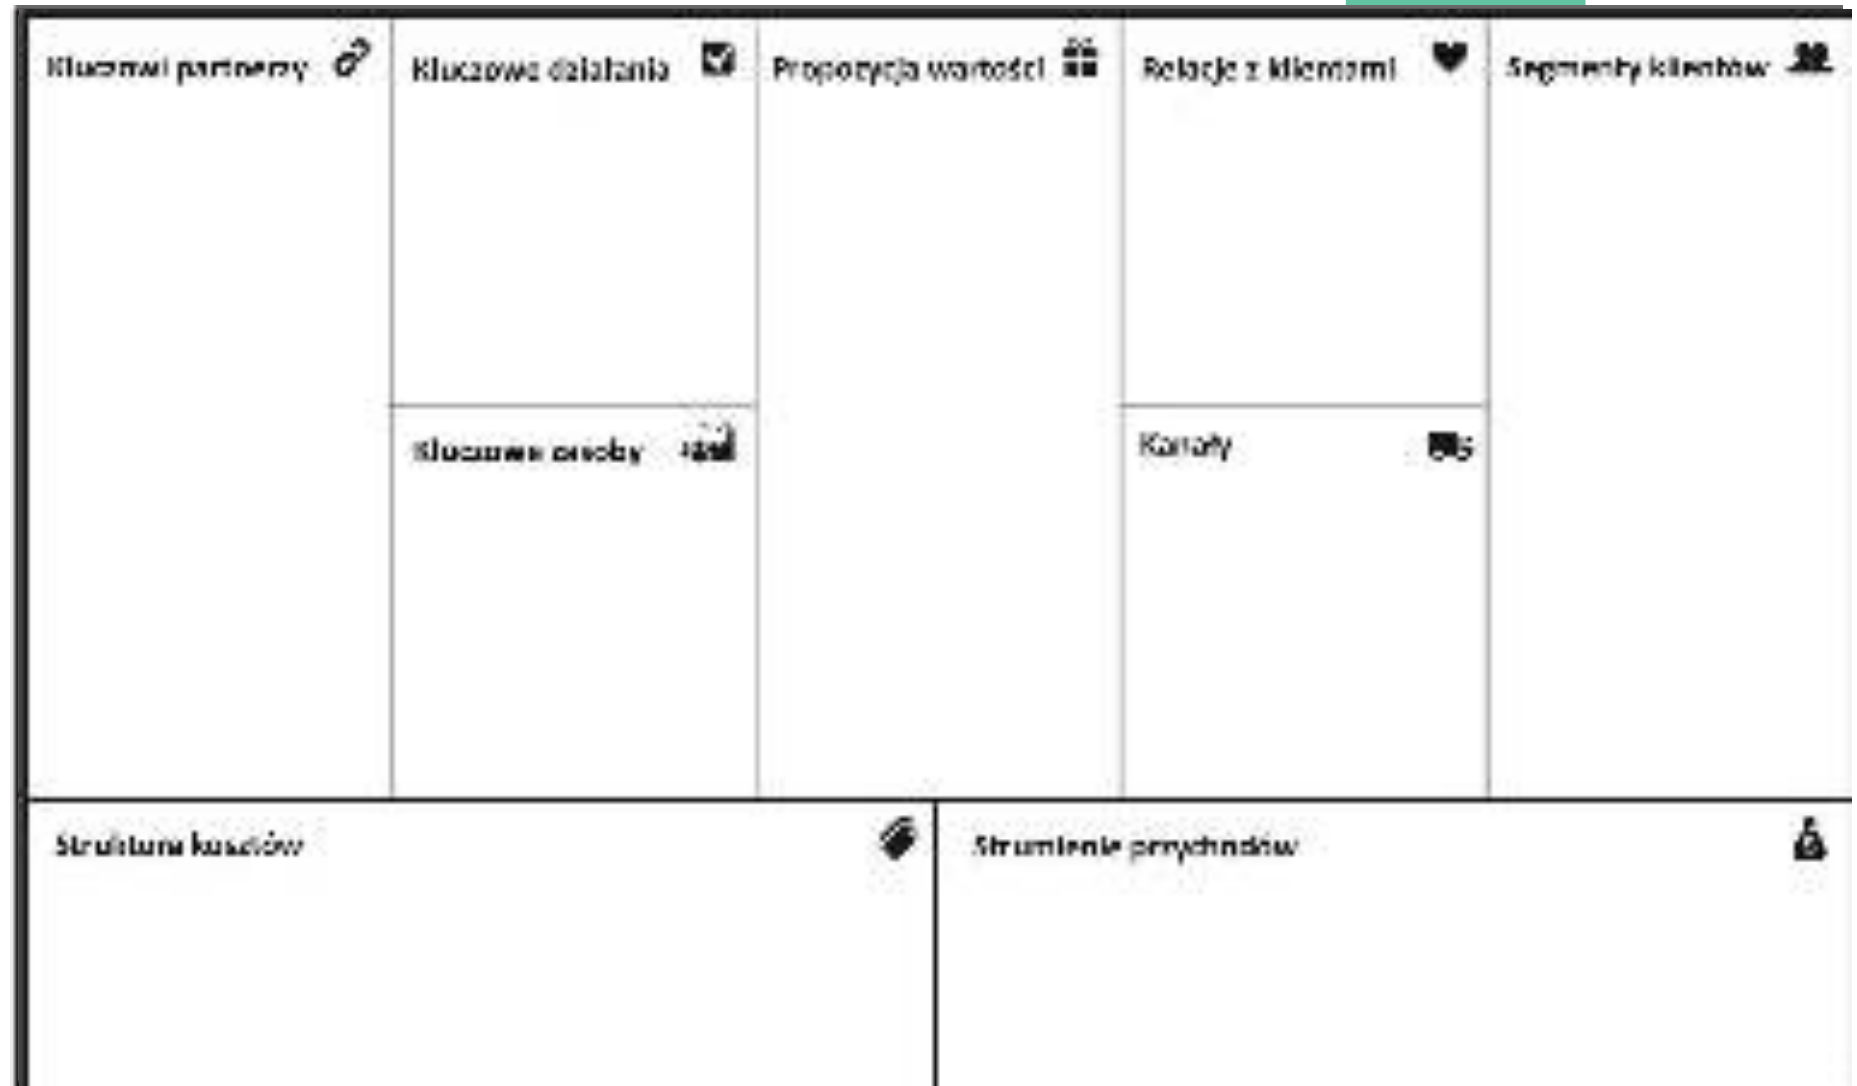 Kluczowi partnerzy
Kluczowe działania
Propozycja wartości
Relacje z klientami
Segmenty klientów
Kluczowe zasoby
Kanały
Struktura kosztów
Strumienie przychodów